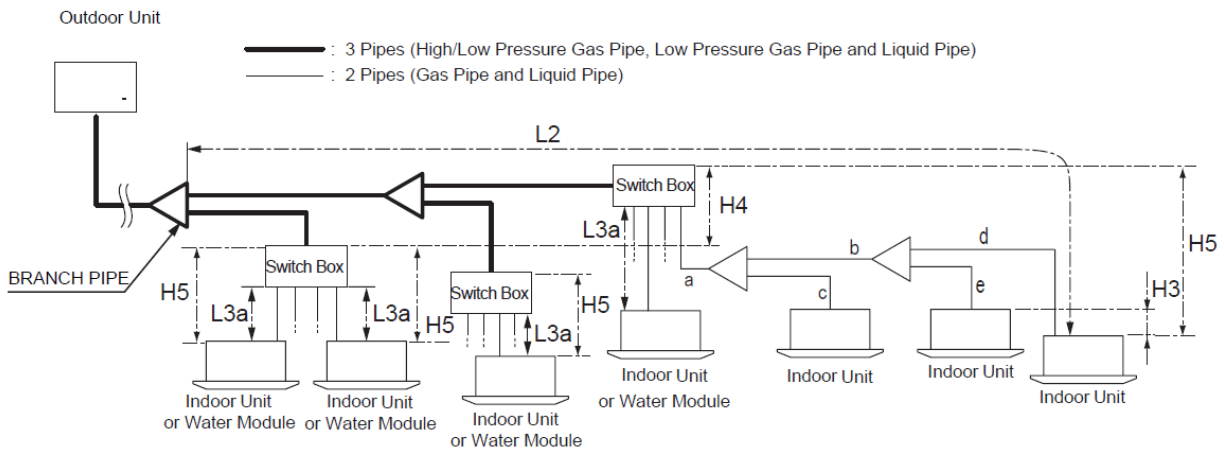 Outdoor Unit
: 3 Pipes (High/Low Pressure Gas Pipe, Low Pressure Gas Pipe and Liquid Pipe)
: 2 Pipes (Gas Pipe and Liquid Pipe)
L2
Switch Box
H4
L3a
H5
b
d
BRANCH PIPE
Switch Box
H5
L3a
L3a
H5
Switch Box
H5
L3a
a
c
e
H3
Indoor Unit
or Water Module
Indoor Unit
or Water Module
Indoor Unit
or Water Module
Indoor Unit
or Water Module
Indoor Unit
Indoor Unit
Indoor Unit